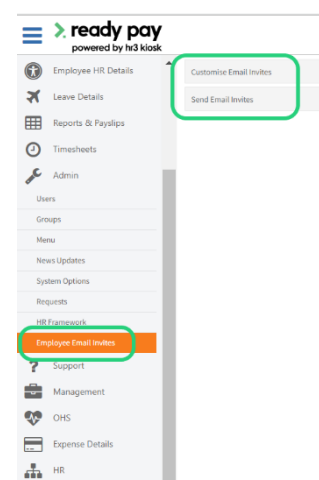 ready pay
powered by hr3 kiosk
Employee HR Details
Leave Details
Reports & Payslips
Timesheets
Admin
Users
Groups
Menu
News Updates
System Options
Requests
HR Framework
Employee Email Invites
Support
Management
OHS
Expense Details
HR
Customise Email Invites
Send Email Invites